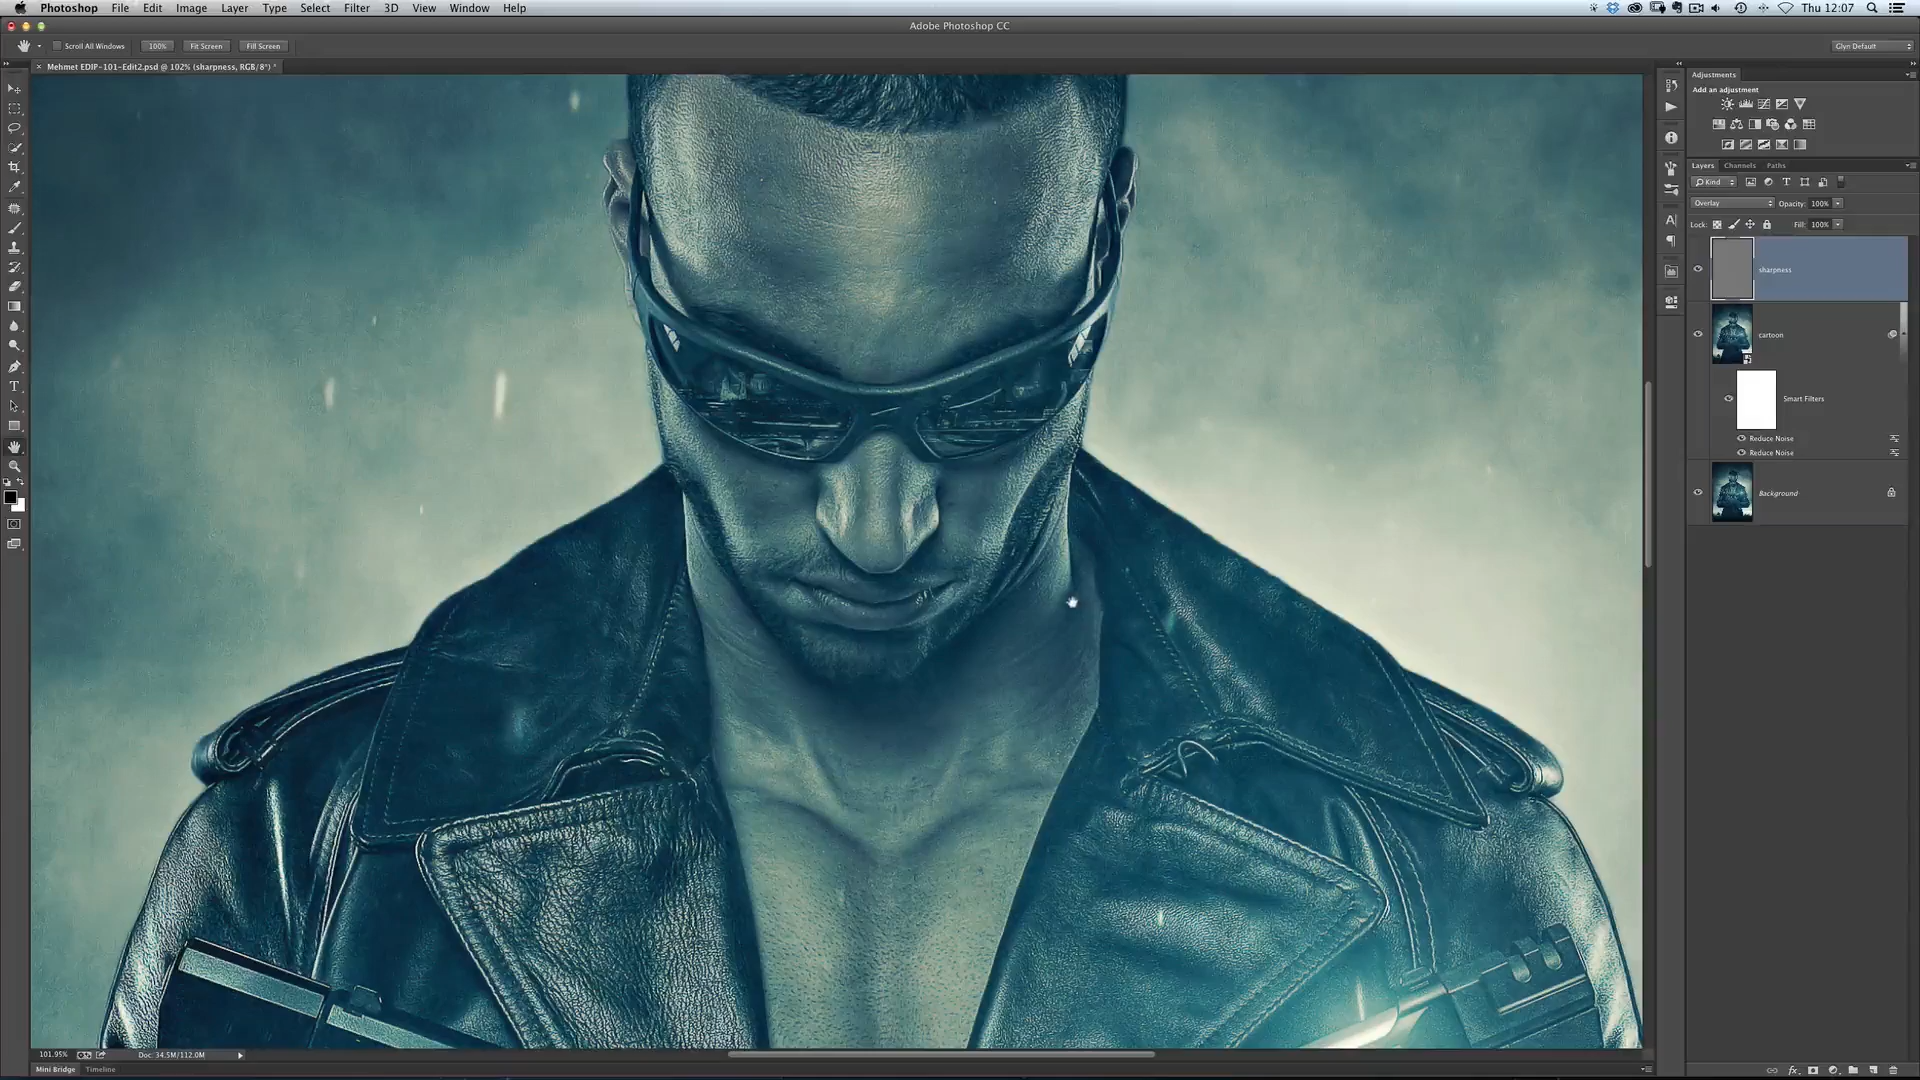 Photoshop File Edit Image Layer Type Select Filter 3D View Window Help Thu 12:07
Adobe Photoshop CC
Scroll All Windows 100% Fit Screen Fill Screen Glyn Default
Mehmet EDIP-101-Edit2.psd @ 102% (sharpness, RGB/8*) *
Adjustments
Add an adjustment
Layers Channels Paths
Kind
Overlay Opacity: 100%
Lock: Fill: 100%
sharpness
cartoon
Smart Filters
Reduce Noise
Reduce Noise
Background
101.95% Doc: 34.5M/112.0M
Mini Bridge Timeline